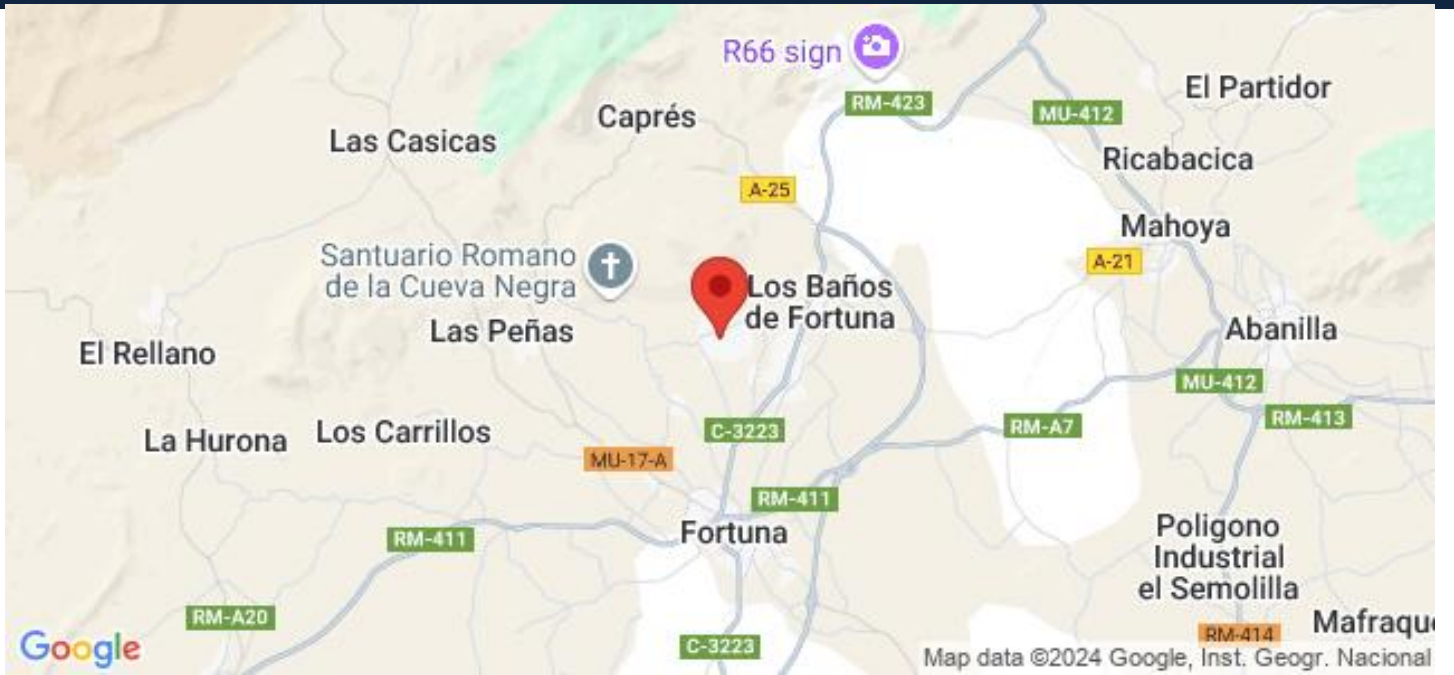 R66 sign
RM-423
El Partidor
MU-412
Caprés
Las Casicas
Ricabacica
A-25
Mahoya
Santuario Romano
de la Cueva Negra
A-21
Los Baños
de Fortuna
Las Peñas
Abanilla
El Rellano
MU-412
RM-413
La Hurona
Los Carrillos
C-3223
RM-A7
MU-17-A
RM-411
Fortuna
RM-411
Poligono
Industrial
el Semolilla
RM-A20
Mafraque
RM-414
C-3223
Google
Map data ©2024 Google, Inst. Geogr. Nacional